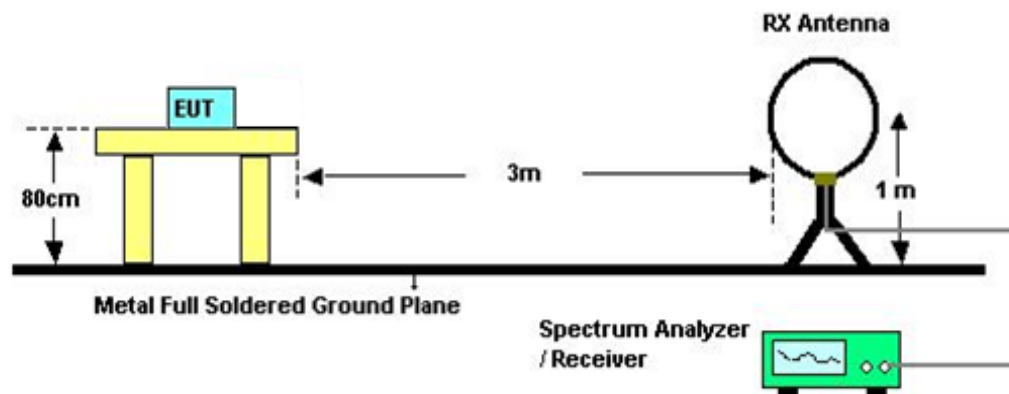 RX Antenna
EUT
80cm
3m
1 m
Metal Full Soldered Ground Plane
Spectrum Analyzer
/ Receiver